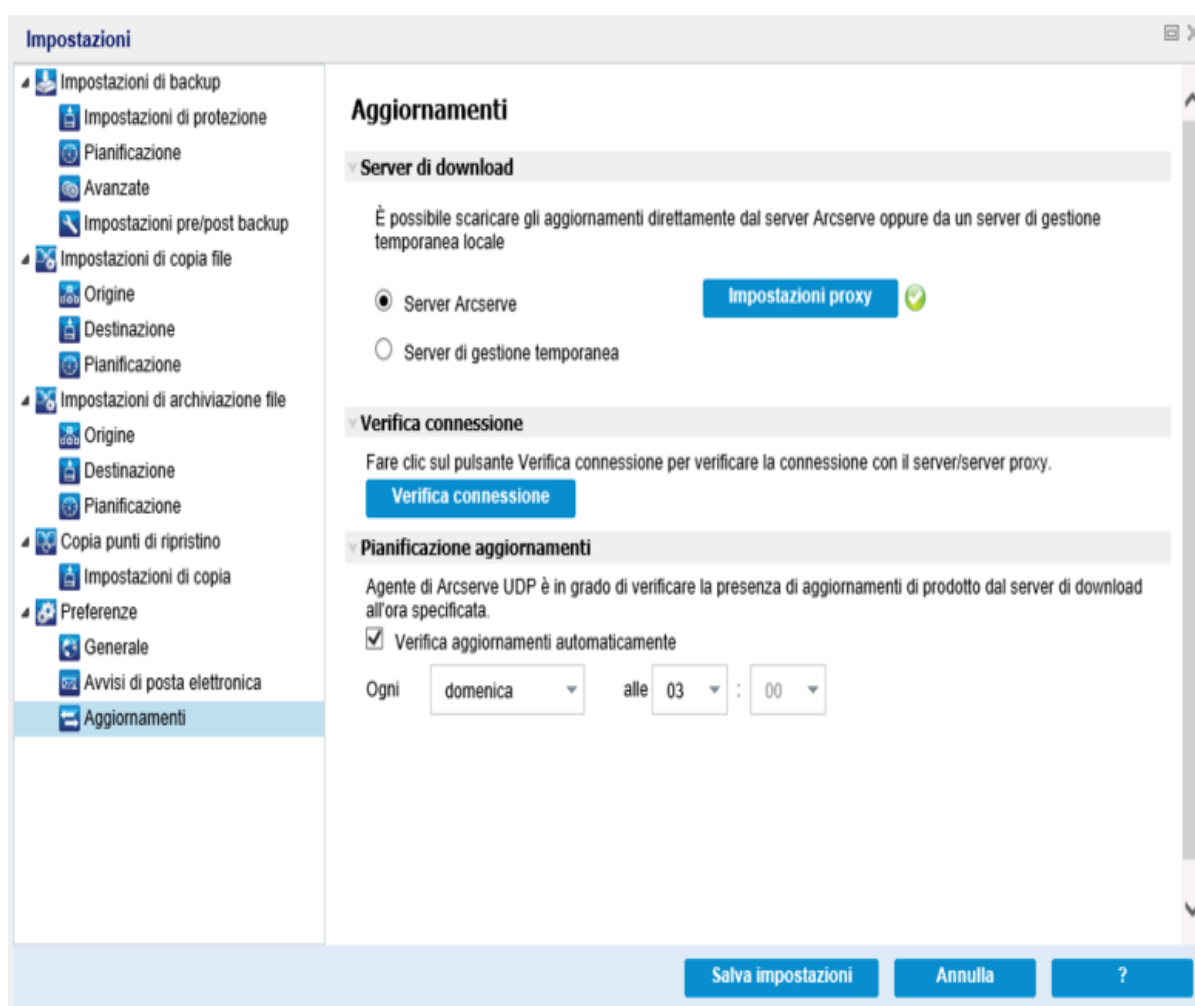 Impostazioni
Impostazioni di backup
Impostazioni di protezione
Pianificazione
Avanzate
Impostazioni pre/post backup
Impostazioni di copia file
Origine
Destinazione
Pianificazione
Impostazioni di archiviazione file
Origine
Destinazione
Pianificazione
Copia punti di ripristino
Impostazioni di copia
Preferenze
Generale
Avvisi di posta elettronica
Aggiornamenti
Aggiornamenti
Server di download
È possibile scaricare gli aggiornamenti direttamente dal server Arcserve oppure da un server di gestione
temporanea locale
Server Arcserve
Impostazioni proxy
Server di gestione temporanea
Verifica connessione
Fare clic sul pulsante Verifica connessione per verificare la connessione con il server/server proxy.
Verifica connessione
Pianificazione aggiornamenti
Agente di Arcserve UDP è in grado di verificare la presenza di aggiornamenti di prodotto dal server di download
all'ora specificata.
Verifica aggiornamenti automaticamente
Ogni domenica alle 03 : 00
Salva impostazioni Annulla ?